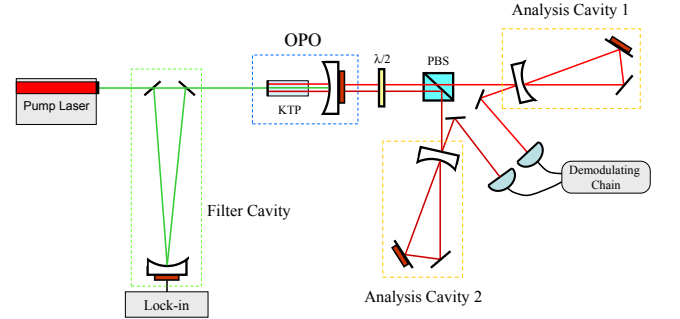 Analysis Cavity 1
OPO
λ/2
PBS
Pump Laser
KTP
Demodulating
Chain
Filter Cavity
Lock-in
Analysis Cavity 2